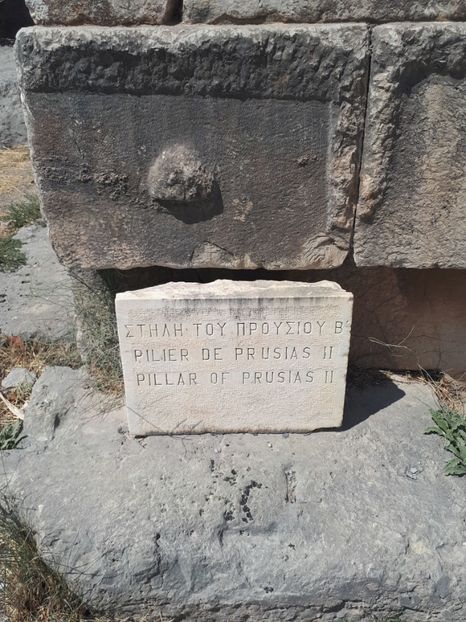 ΣΤΗΛΗ ΤΟΥ ΠΡΟΥΣΙΟΥ Β'
PILIER DE PRUSIAS II
PILLAR OF PRUSIAS II